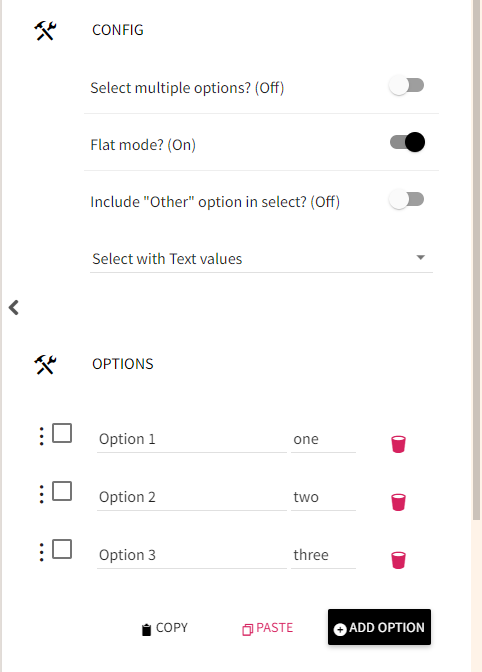 CONFIG
Select multiple options? (Off)
Flat mode? (On)
Include "Other" option in select? (Off)
Select with Text values
OPTIONS
Option 1 one
Option 2 two
Option 3 three
COPY PASTE ADD OPTION